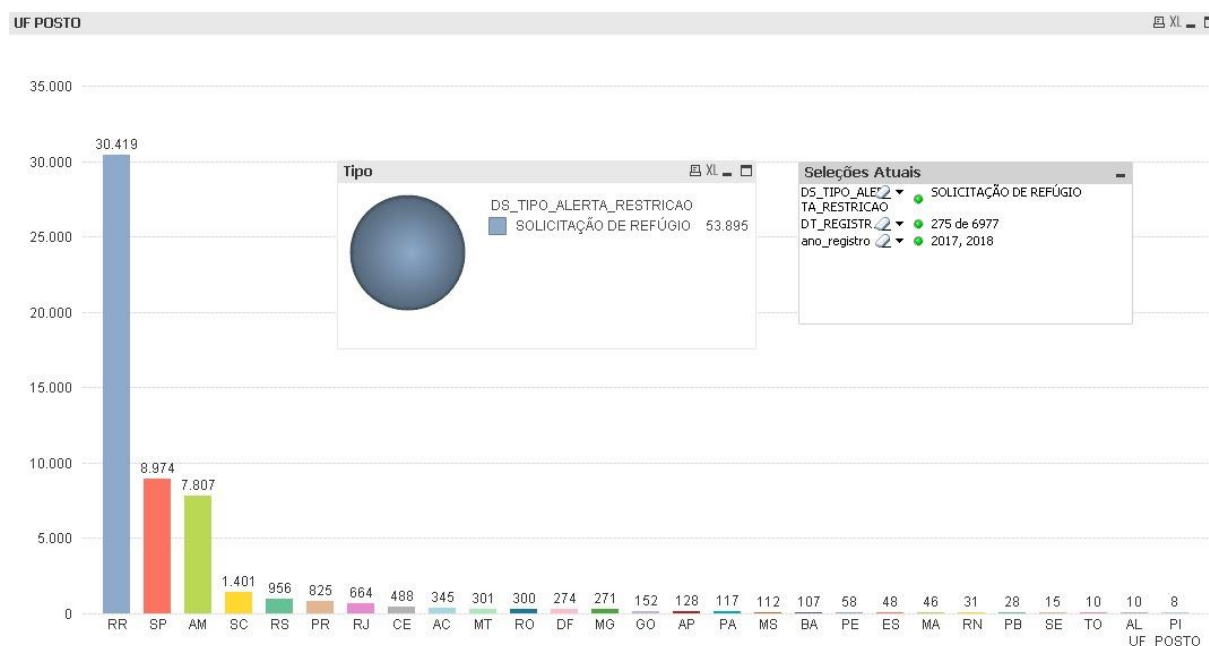 UF POSTO
XL
35.000
30.419
30.000
Tipo
XL
DS_TIPO_ALERTA_RESTRICAO
SOLICITAÇÃO DE REFÚGIO 53.895
Seleções Atuais
DS_TIPO_ALER SOLICITAÇÃO DE REFÚGIO
TA_RESTRICAO
DT_REGISTR 275 de 6977
ano_registro 2017, 2018
25.000
20.000
15.000
10.000
8.974
7.807
5.000
1.401 956 825 664 488 345 301 300 274 271 152 128 117 112 107 58 48 46 31 28 15 10 10 8
0
RR SP AM SC RS PR RJ CE AC MT RO DF MG GO AP PA MS BA PE ES MA RN PB SE TO AL PI
UF POSTO